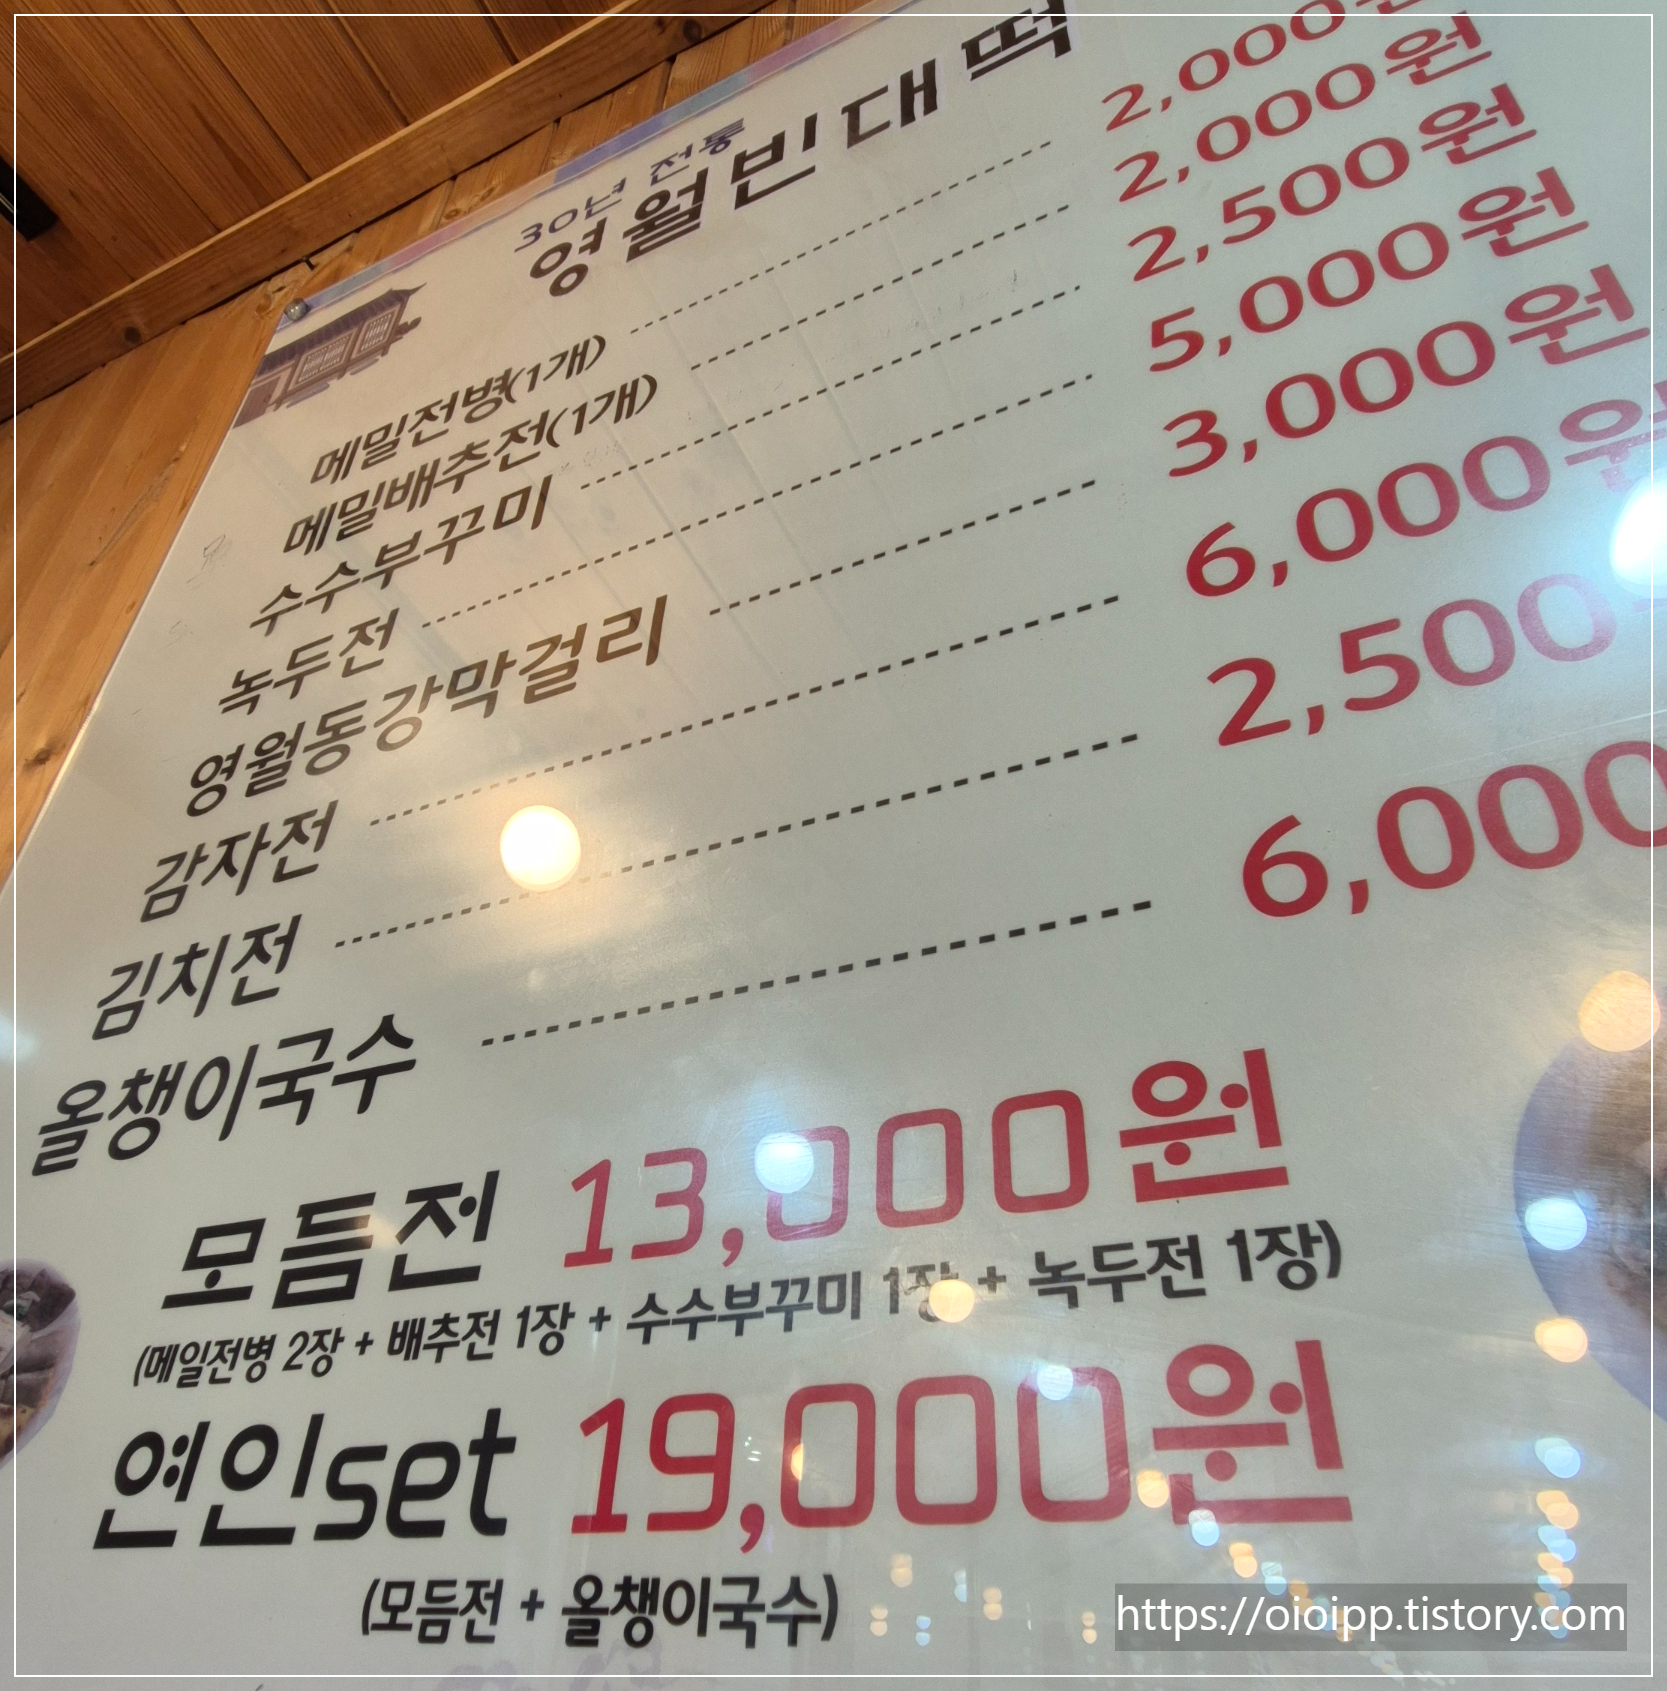 30년 전통
영월빈대떡
메밀전병(1개) 2,000원
메밀배추전(1개) 2,000원
수수부꾸미 2,500원
녹두전 5,000원
영월동강막걸리 3,000원
감자전 6,000원
김치전 2,500
올챙이국수 6,000
모듬전 13,000원
(메일전병 2장 + 배추전 1장 + 수수부꾸미 1장 + 녹두전 1장)
연인set 19,000원
(모듬전 + 올챙이국수)
https://oioipp.tistory.com